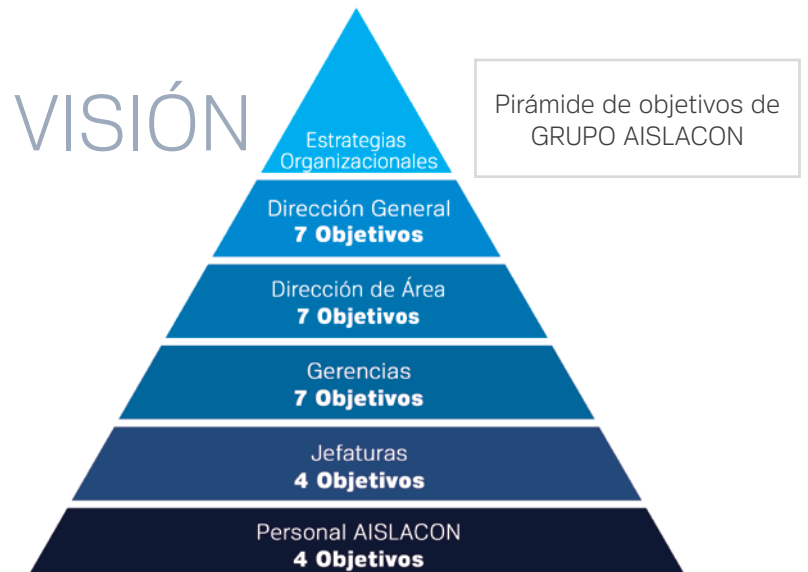 VISIÓN
Pirámide de objetivos de
GRUPO AISLACON
Estrategias
Organizacionales
Dirección General
7 Objetivos
Dirección de Área
7 Objetivos
Gerencias
7 Objetivos
Jefaturas
4 Objetivos
Personal AISLACON
4 Objetivos